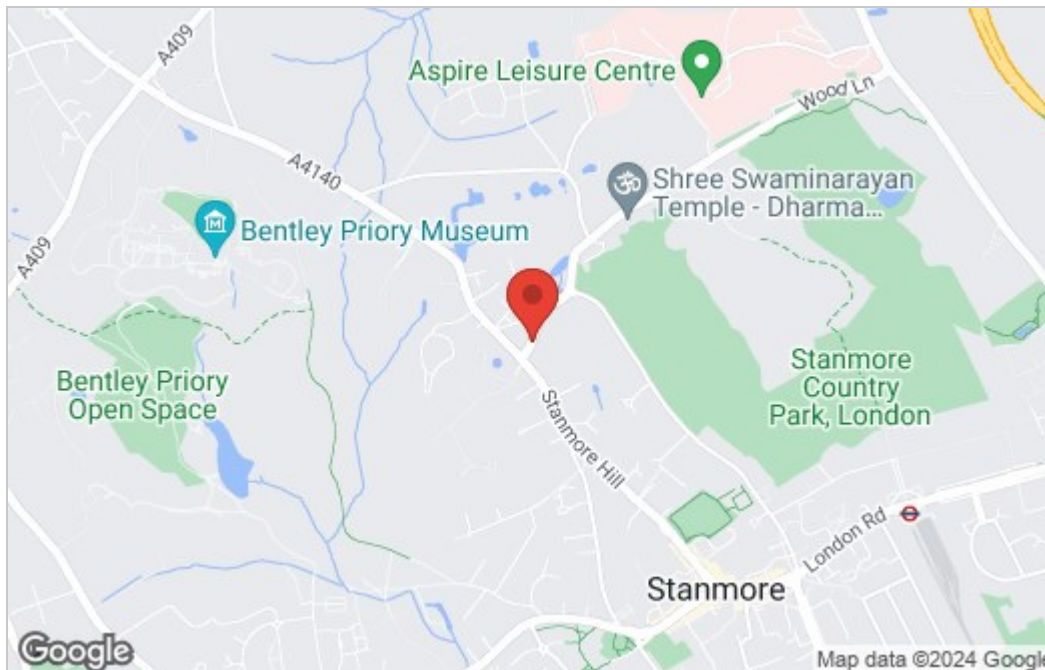 A409
Aspire Leisure Centre
Wood Ln
A4140
Shree Swaminarayan
Temple - Dharma...
Bentley Priory Museum
A409
Bentley Priory
Open Space
Stanmore
Country
Park, London
Stanmore Hill
London Rd
Stanmore
Google
Map data ©2024 Google